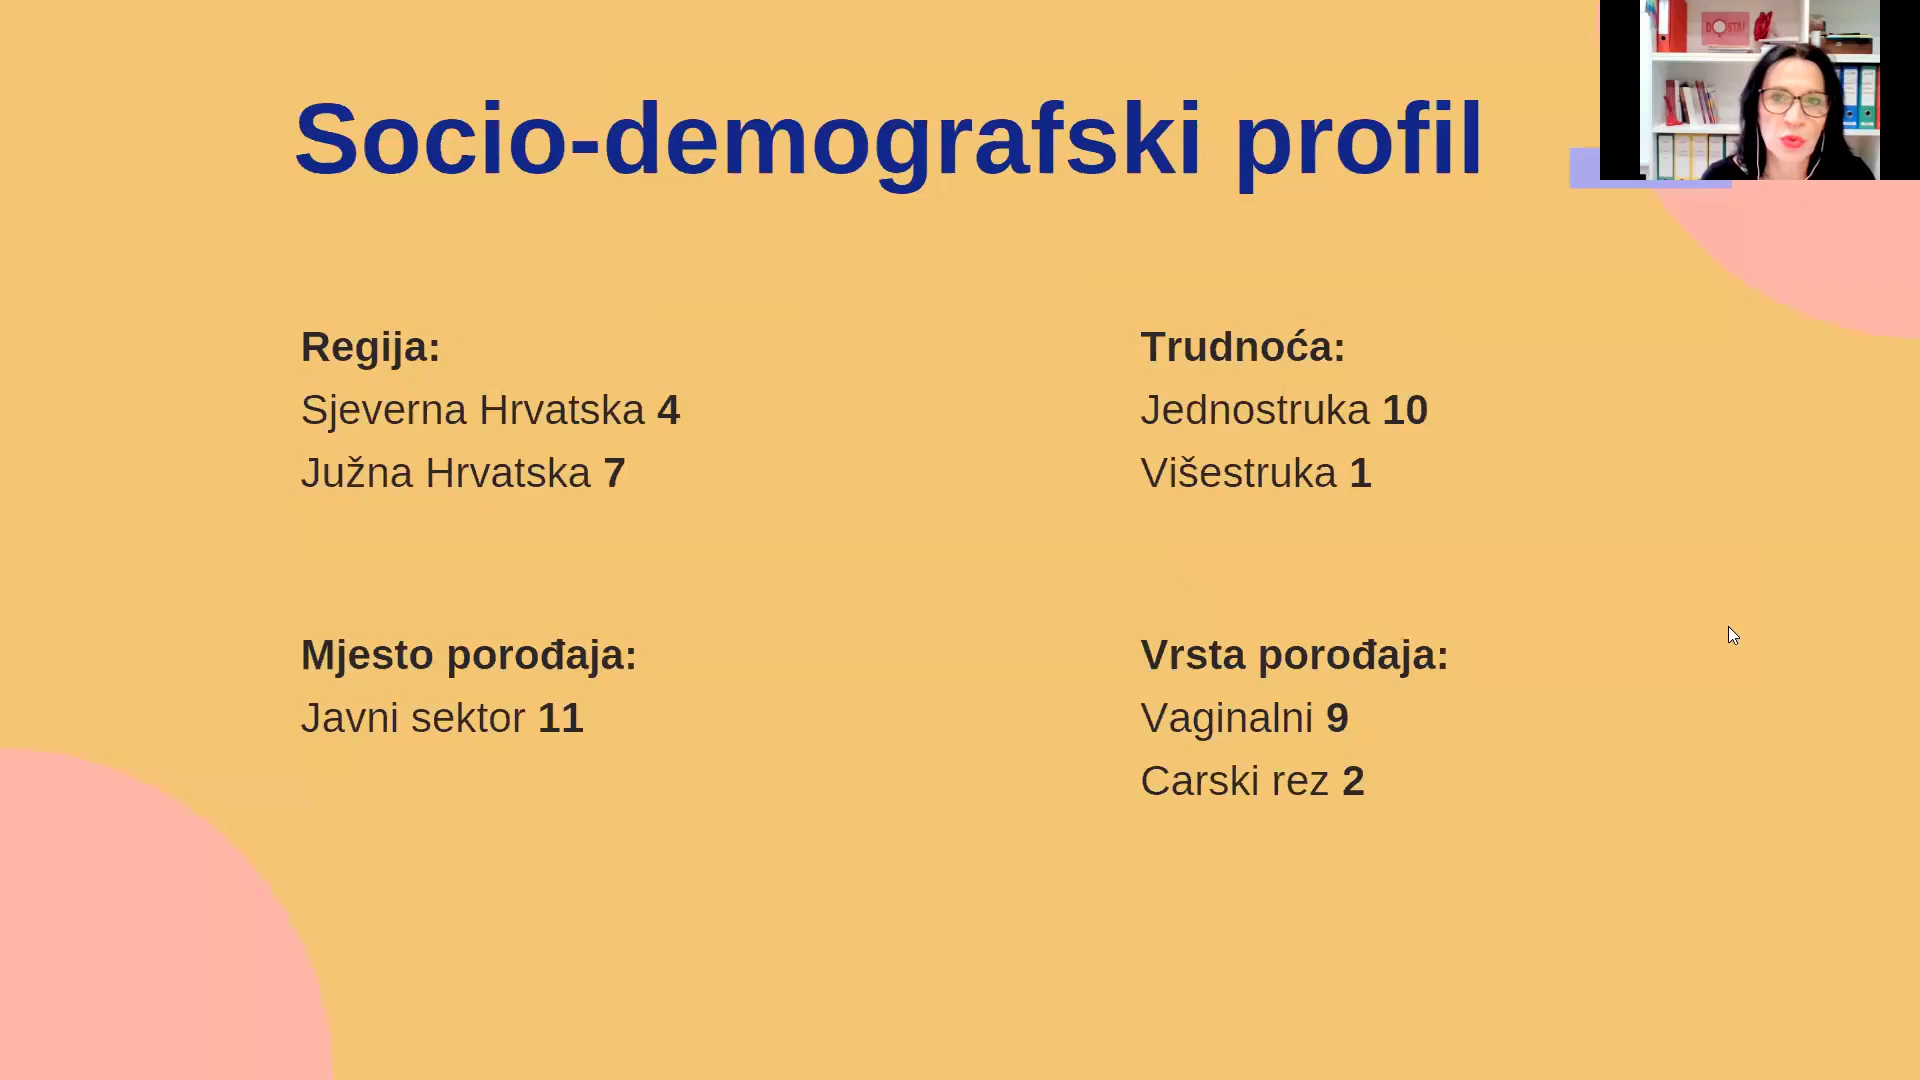 Socio-demografski profil
Regija:
Sjeverna Hrvatska 4
Južna Hrvatska 7
Trudnoća:
Jednostruka 10
Višestruka 1
Mjesto porođaja:
Javni sektor 11
Vrsta porođaja:
Vaginalni 9
Carski rez 2
DOSTA!